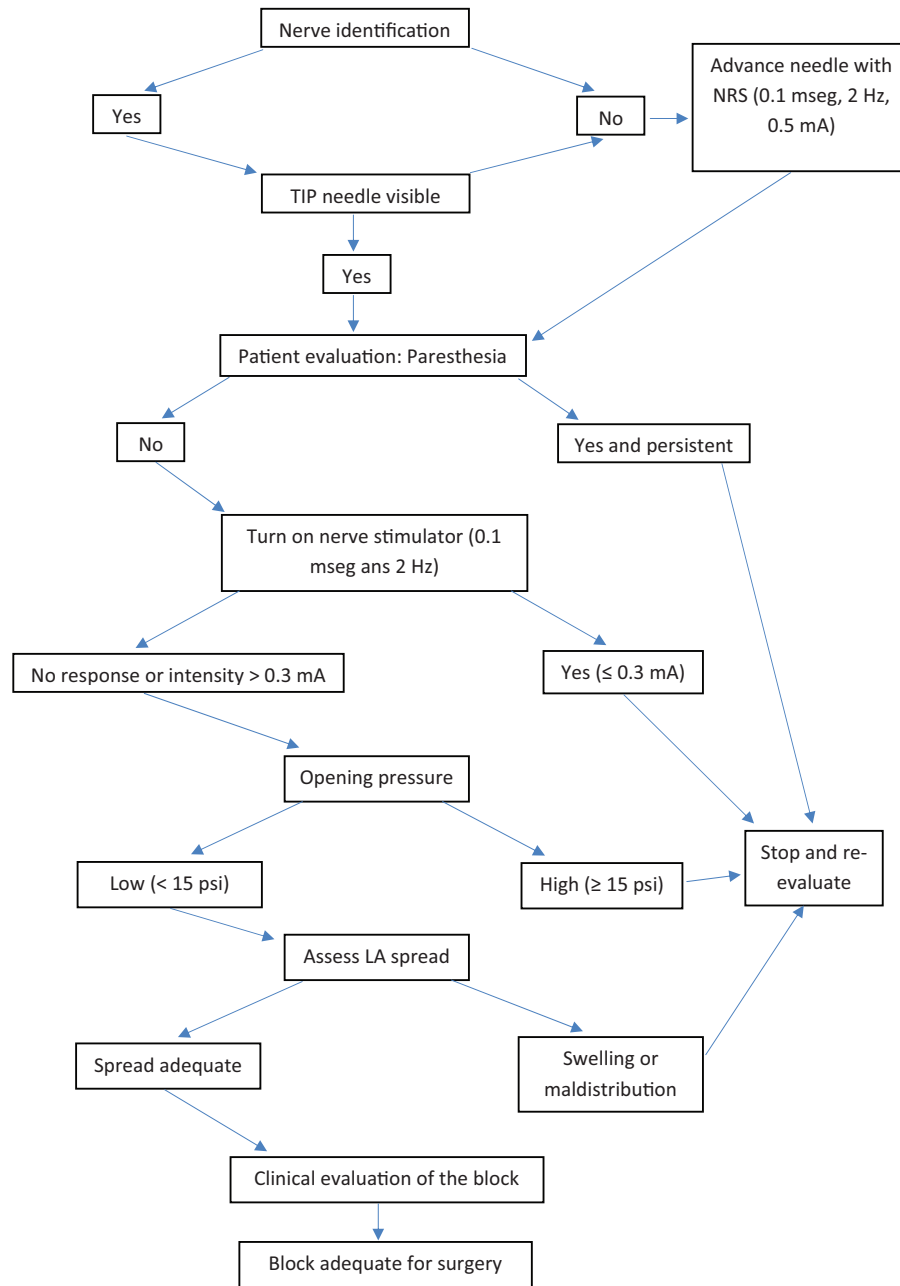 Nerve identification
Advance needle with
NRS (0.1 mseg, 2 Hz,
0.5 mA)
Yes
No
TIP needle visible
Yes
Patient evaluation: Paresthesia
No
Yes and persistent
Turn on nerve stimulator (0.1
mseg ans 2 Hz)
No response or intensity > 0.3 mA
Yes (≤ 0.3 mA)
Opening pressure
Low (< 15 psi)
High (≥ 15 psi)
Stop and re-
evaluate
Assess LA spread
Spread adequate
Swelling or
maldistribution
Clinical evaluation of the block
Block adequate for surgery